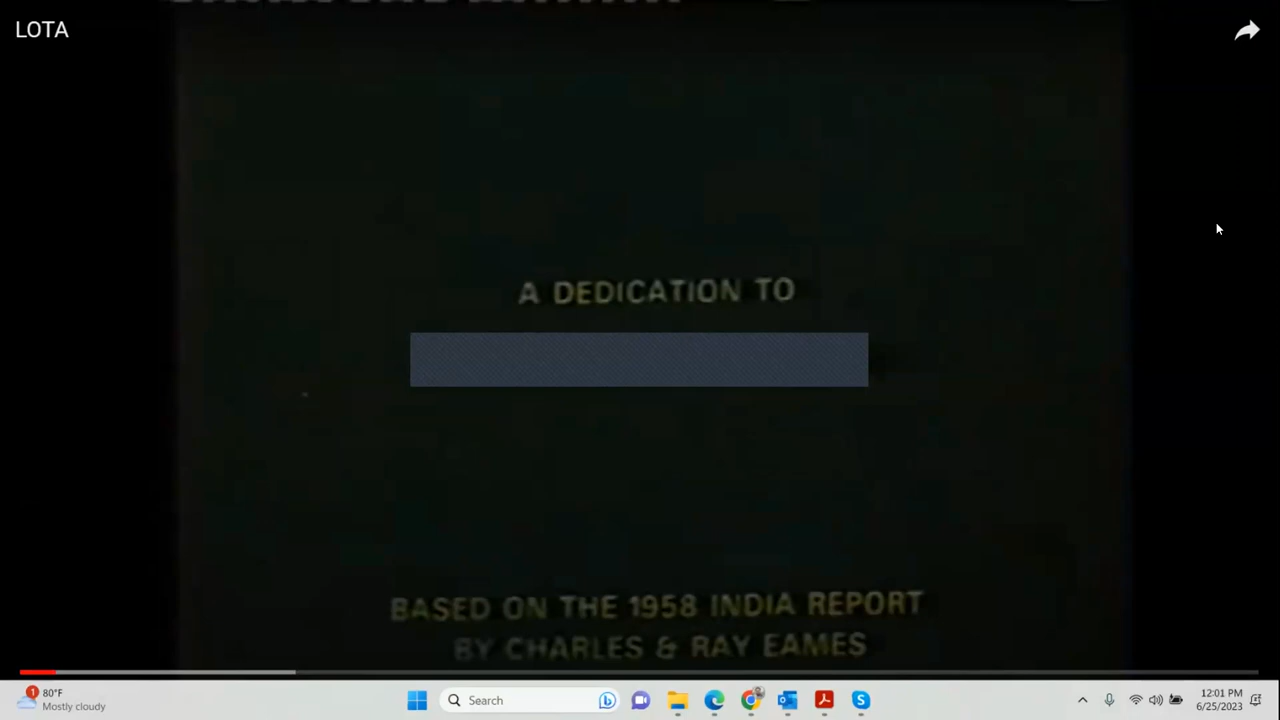 LOTA
A DEDICATION TO
BASED ON THE 1958 INDIA REPORT
BY CHARLES & RAY EAMES
1
80°F
Mostly cloudy
Search
12:01 PM
6/25/2023